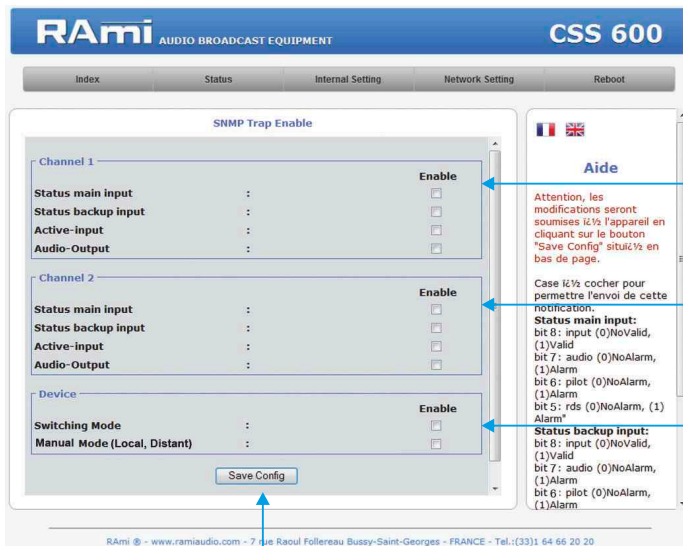 RAmi AUDIO BROADCAST EQUIPMENT
CSS 600
Index Status Internal Setting Network Setting Reboot
SNMP Trap Enable
Channel 1
Enable
Status main input :
Status backup input :
Active-input :
Audio-Output :
Channel 2
Enable
Status main input :
Status backup input :
Active-input :
Audio-Output :
Device
Enable
Switching Mode :
Manual Mode (Local, Distant) :
Save Config
Aide
Attention, les
modifications seront
soumises ï¿½ l'appareil en
cliquant sur le bouton
"Save Config" situï¿½ en
bas de page.
Case ï¿½ cocher pour
permettre l'envoi de cette
notification.
Status main input:
bit 8: input (0)NoValid,
(1)Valid
bit 7: audio (0)NoAlarm,
(1)Alarm
bit 6: pilot (0)NoAlarm,
(1)Alarm
bit 5: rds (0)NoAlarm, (1)
Alarm"
Status backup input:
bit 8: input (0)NoValid,
(1)Valid
bit 7: audio (0)NoAlarm,
(1)Alarm
bit 6: pilot (0)NoAlarm,
(1)Alarm
RAmi ® - www.ramiaudio.com - 7 rue Raoul Follereau Bussy-Saint-Georges - FRANCE - Tel.:(33)1 64 66 20 20